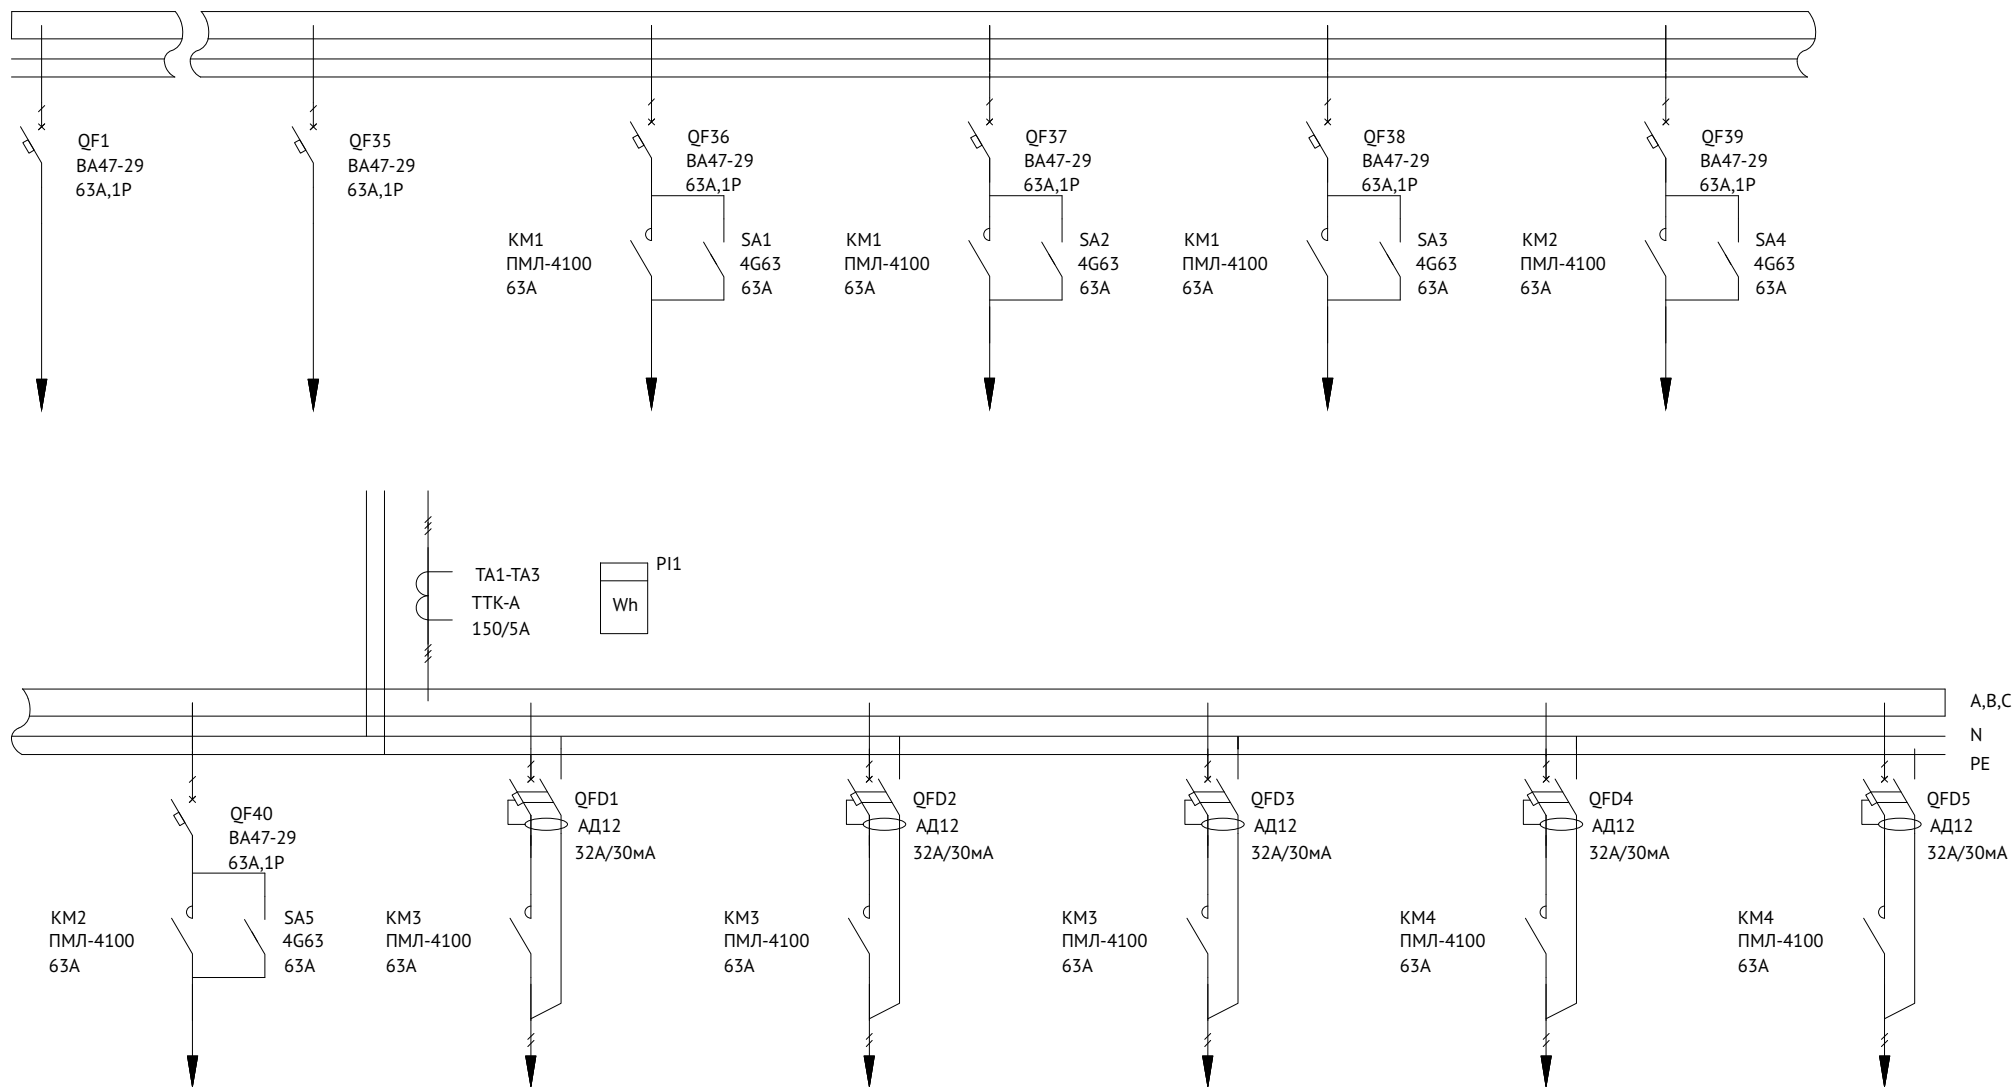 QF1
ВА47-29
63А,1Р
QF35
ВА47-29
63А,1Р
QF36
ВА47-29
63А,1Р
QF37
ВА47-29
63А,1Р
QF38
ВА47-29
63А,1Р
QF39
ВА47-29
63А,1Р
КМ1
ПМЛ-4100
63А
SA1
4G63
63А
КМ1
ПМЛ-4100
63А
SA2
4G63
63А
КМ1
ПМЛ-4100
63А
SA3
4G63
63А
КМ2
ПМЛ-4100
63А
SA4
4G63
63А
ТА1-ТА3
ТТК-А
150/5А
PI1
Wh
А,В,С
N
PE
QF40
ВА47-29
63А,1Р
QFD1
АД12
32А/30мА
QFD2
АД12
32А/30мА
QFD3
АД12
32А/30мА
QFD4
АД12
32А/30мА
QFD5
АД12
32А/30мА
КМ2
ПМЛ-4100
63А
SA5
4G63
63А
КМ3
ПМЛ-4100
63А
КМ3
ПМЛ-4100
63А
КМ3
ПМЛ-4100
63А
КМ4
ПМЛ-4100
63А
КМ4
ПМЛ-4100
63А